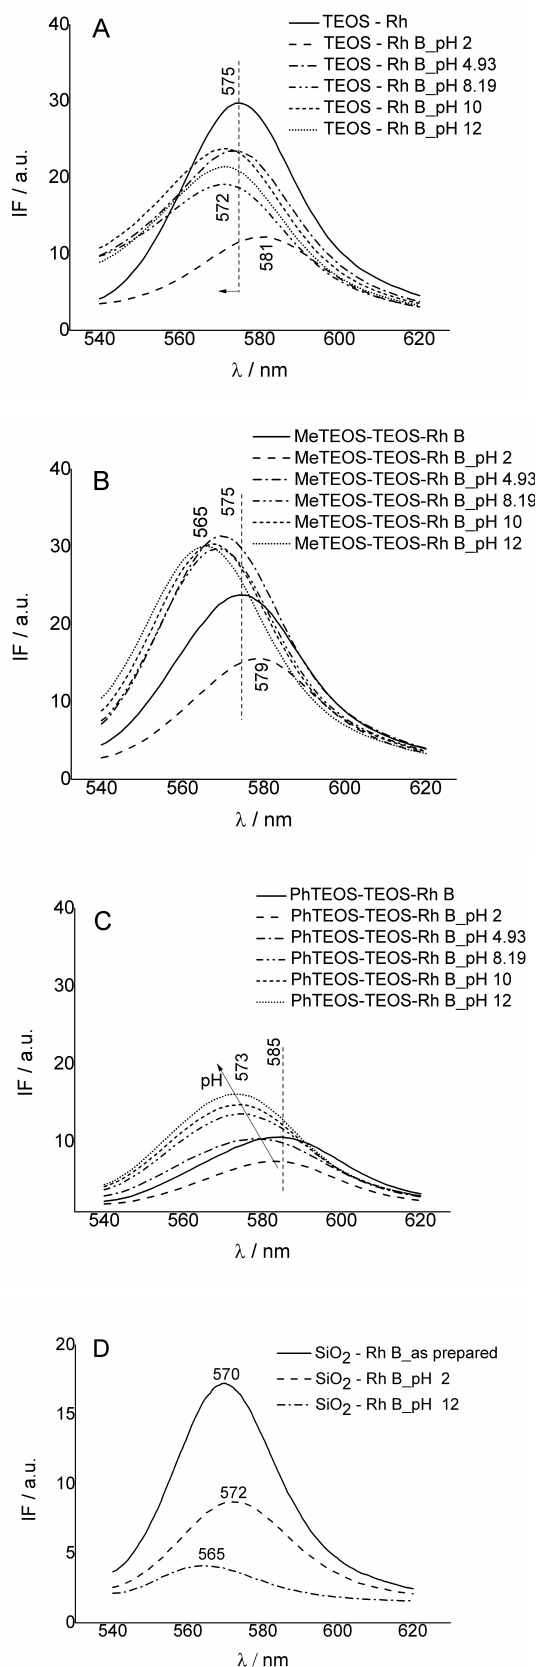 A
TEOS - Rh
TEOS - Rh B_pH 2
TEOS - Rh B_pH 4.93
TEOS - Rh B_pH 8.19
TEOS - Rh B_pH 10
TEOS - Rh B_pH 12
40
30
20
10
0
IF / a.u.
575
572
581
540 560 580 600 620
λ / nm
B
MeTEOS-TEOS-Rh B
MeTEOS-TEOS-Rh B_pH 2
MeTEOS-TEOS-Rh B_pH 4.93
MeTEOS-TEOS-Rh B_pH 8.19
MeTEOS-TEOS-Rh B_pH 10
MeTEOS-TEOS-Rh B_pH 12
40
30
20
10
0
IF / a.u.
565
575
579
540 560 580 600 620
λ / nm
C
PhTEOS-TEOS-Rh B
PhTEOS-TEOS-Rh B_pH 2
PhTEOS-TEOS-Rh B_pH 4.93
PhTEOS-TEOS-Rh B_pH 8.19
PhTEOS-TEOS-Rh B_pH 10
PhTEOS-TEOS-Rh B_pH 12
40
30
20
10
IF / a.u.
pH
573
585
540 560 580 600 620
λ / nm
D
SiO2 - Rh B_as prepared
SiO2 - Rh B_pH 2
SiO2 - Rh B_pH 12
20
15
10
5
0
IF / a.u.
570
572
565
540 560 580 600 620
λ / nm